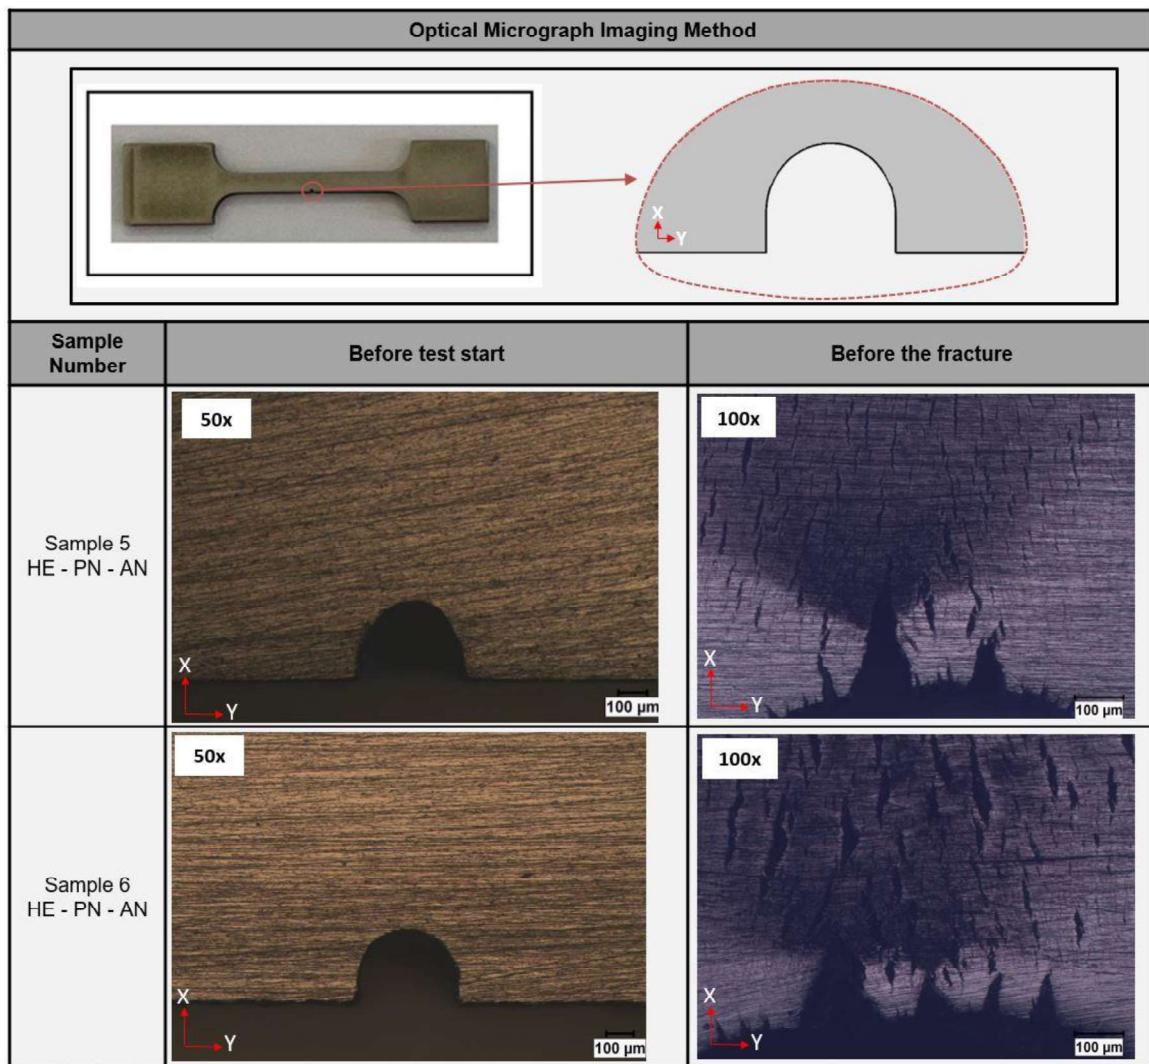 Optical Micrograph Imaging Method
X
Y
Sample
Number
Before test start
Before the fracture
Sample 5
HE - PN - AN
50x
X
Y
100 µm
100x
X
Y
100 µm
Sample 6
HE - PN - AN
50x
X
Y
100 µm
100x
X
Y
100 µm